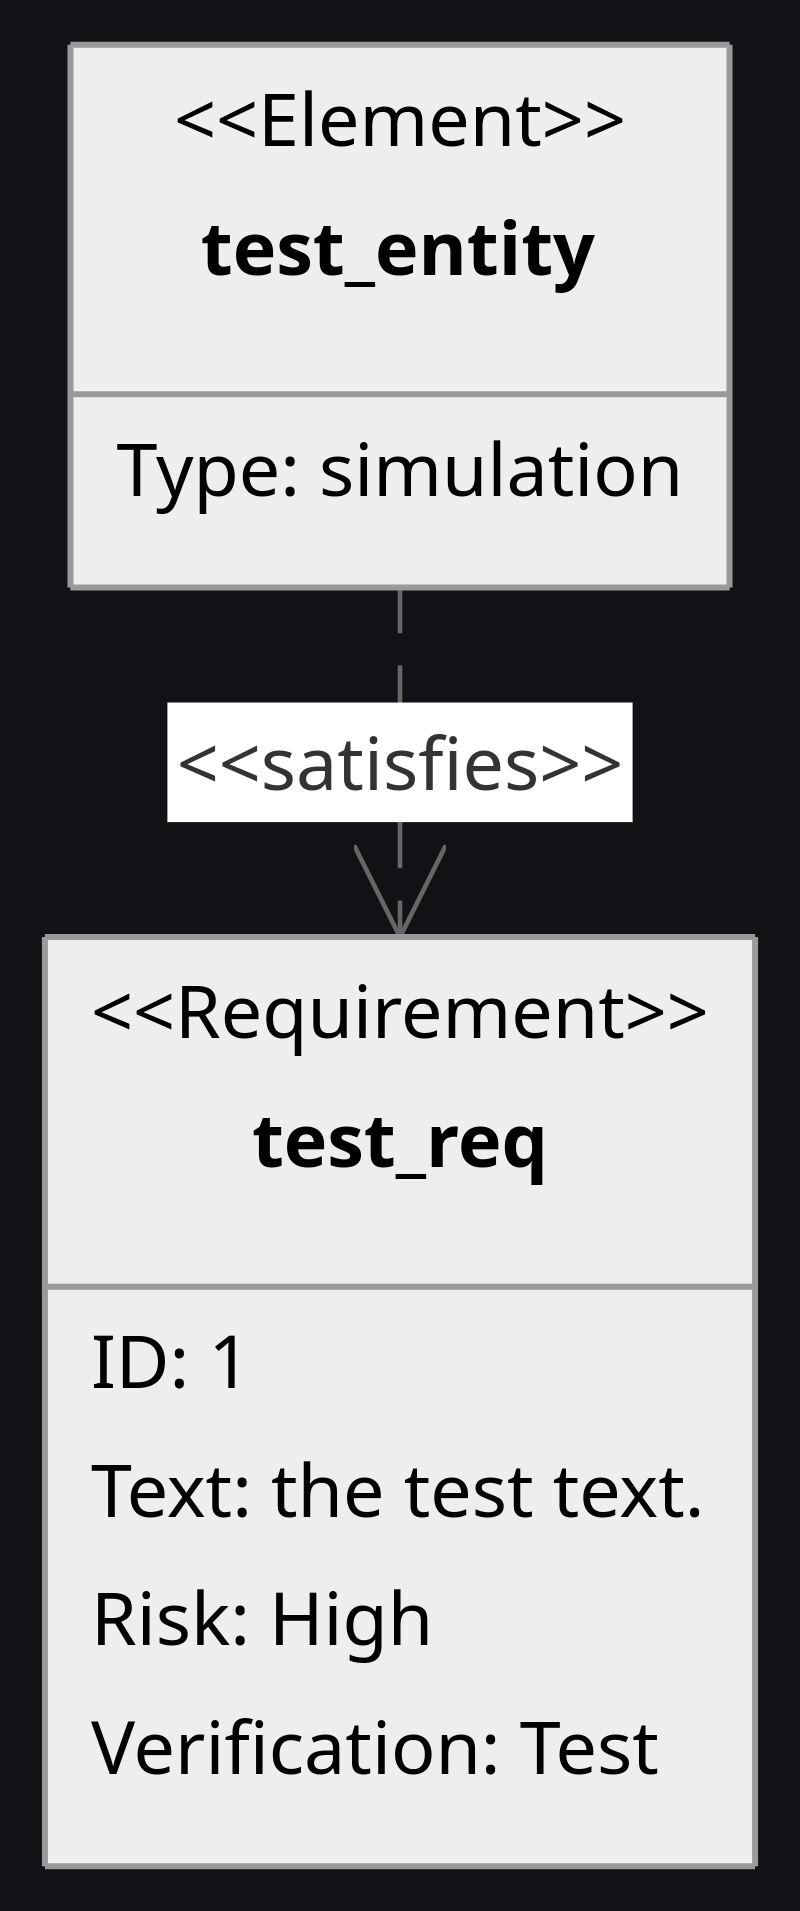 <<Element>>
test_entity
Type: simulation
<<satisfies>>
<<Requirement>>
test_req
ID: 1
Text: the test text.
Risk: High
Verification: Test